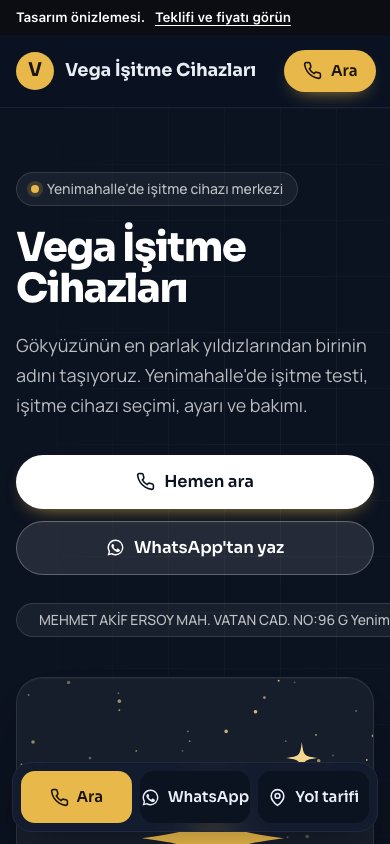 Tasarım önizlemesi. Teklifi ve fiyatı görün
V Vega İşitme Cihazları Ara
Yenimahalle'de işitme cihazı merkezi
Vega İşitme
Cihazları
Gökyüzünün en parlak yıldızlarından birinin
adını taşıyoruz. Yenimahalle'de işitme testi,
işitme cihazı seçimi, ayarı ve bakımı.
Hemen ara
WhatsApp'tan yaz
MEHMET AKİF ERSOY MAH. VATAN CAD. NO:96 G Yenim
Ara WhatsApp Yol tarifi